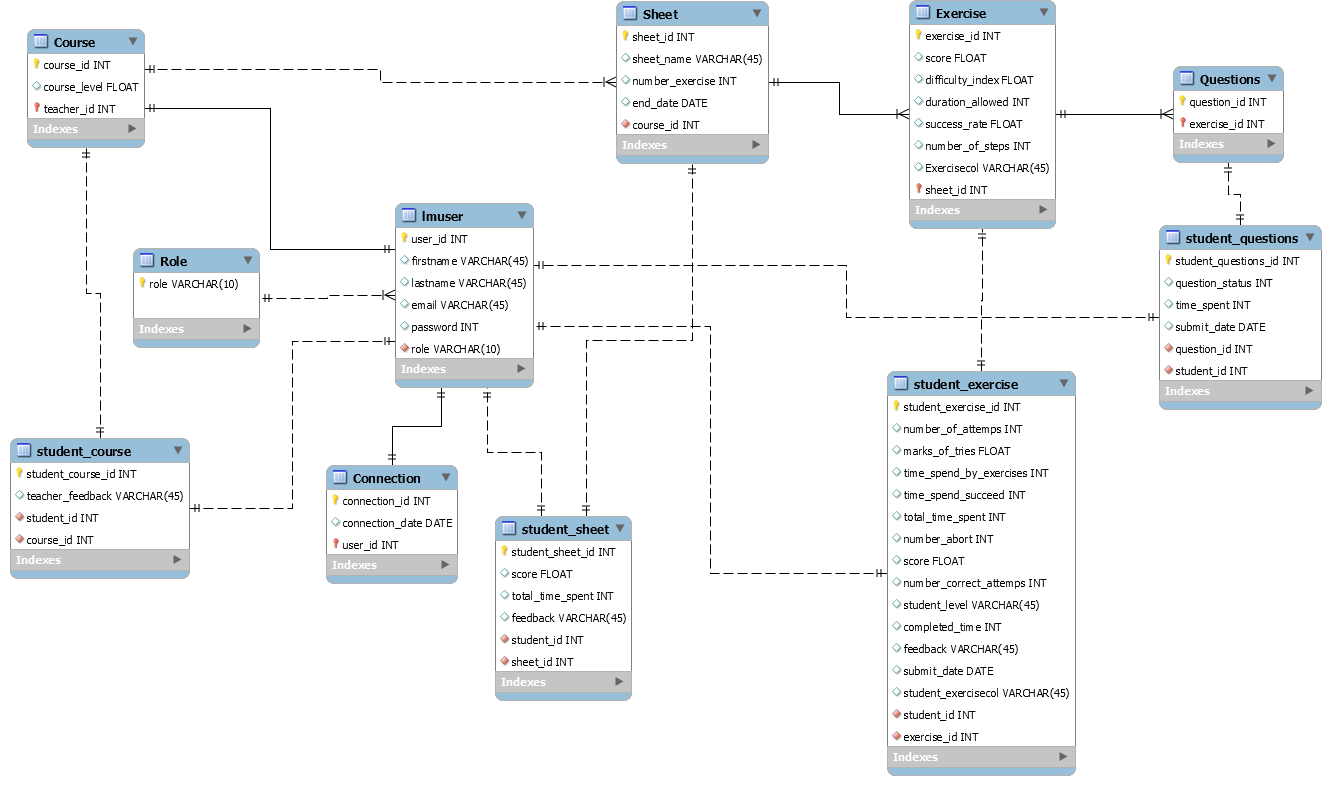 Course
course_id INT
course_level FLOAT
teacher_id INT
Indexes
Sheet
sheet_id INT
sheet_name VARCHAR(45)
number_exercise INT
end_date DATE
course_id INT
Indexes
Exercise
exercise_id INT
score FLOAT
difficulty_index FLOAT
duration_allowed INT
success_rate FLOAT
number_of_steps INT
Exercisecol VARCHAR(45)
sheet_id INT
Indexes
Questions
question_id INT
exercise_id INT
Indexes
Role
role VARCHAR(10)
Indexes
lmuser
user_id INT
firstname VARCHAR(45)
lastname VARCHAR(45)
email VARCHAR(45)
password INT
role VARCHAR(10)
Indexes
student_questions
student_questions_id INT
question_status INT
time_spent INT
submit_date DATE
question_id INT
student_id INT
Indexes
student_course
student_course_id INT
teacher_feedback VARCHAR(45)
student_id INT
course_id INT
Indexes
Connection
connection_id INT
connection_date DATE
user_id INT
Indexes
student_sheet
student_sheet_id INT
score FLOAT
total_time_spent INT
feedback VARCHAR(45)
student_id INT
sheet_id INT
Indexes
student_exercise
student_exercise_id INT
number_of_attemps INT
marks_of_tries FLOAT
time_spend_by_exercises INT
time_spend_succeed INT
total_time_spent INT
number_abort INT
score FLOAT
number_correct_attemps INT
student_level VARCHAR(45)
completed_time INT
feedback VARCHAR(45)
submit_date DATE
student_exercisecol VARCHAR(45)
student_id INT
exercise_id INT
Indexes